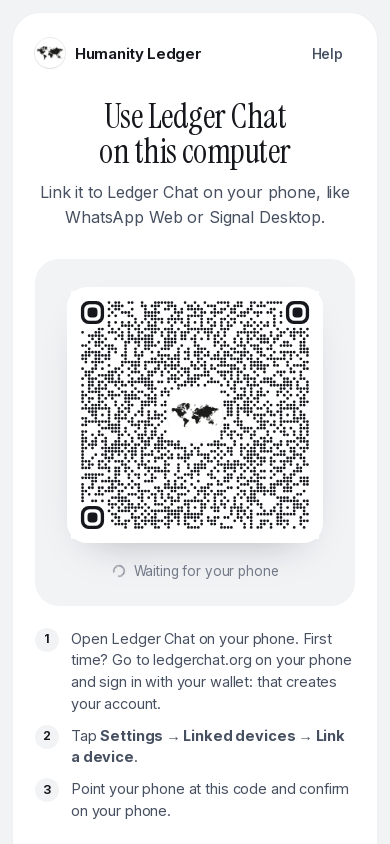 Humanity Ledger
Help
Use Ledger Chat
on this computer
Link it to Ledger Chat on your phone, like
WhatsApp Web or Signal Desktop.
Waiting for your phone
1 Open Ledger Chat on your phone. First
time? Go to ledgerchat.org on your phone
and sign in with your wallet: that creates
your account.
2 Tap Settings → Linked devices → Link
a device.
3 Point your phone at this code and confirm
on your phone.